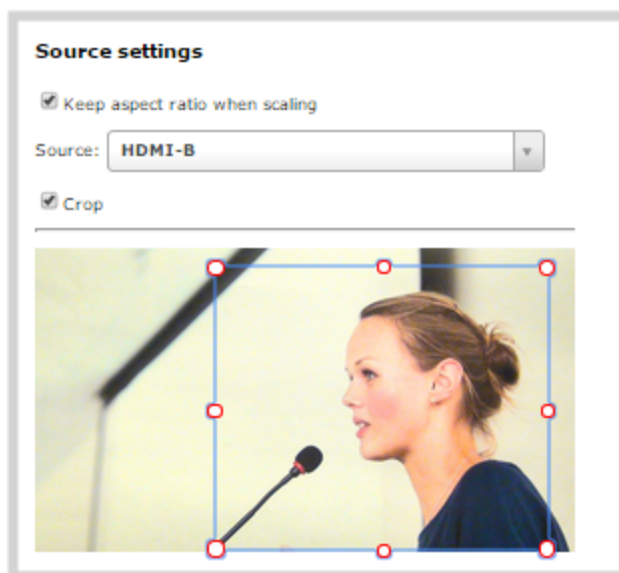 Source settings
Keep aspect ratio when scaling
Source: HDMI-B
Crop